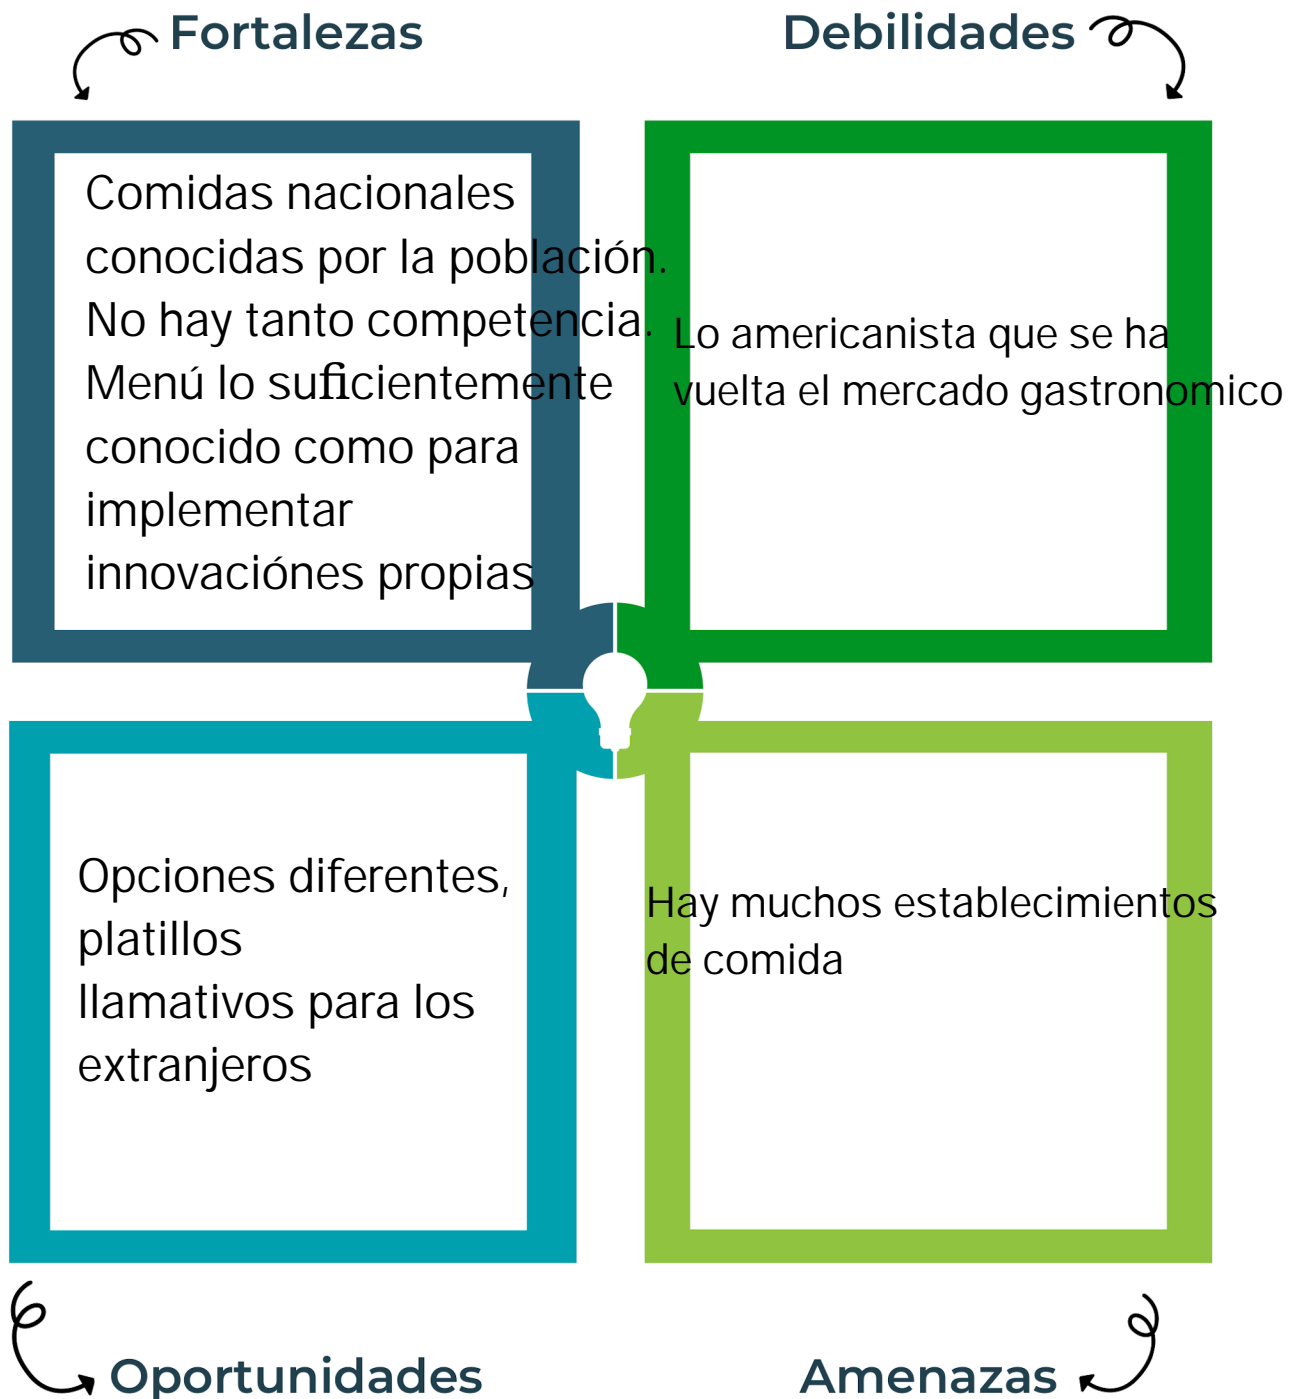 Fortalezas
Comidas nacionales
conocidas por la población.
No hay tanto competencia.
Menú lo suficientemente
conocido como para
implementar
innovaciónes propias
Debilidades
Lo americanista que se ha
vuelta el mercado gastronomico
Opciones diferentes,
platillos
llamativos para los
extranjeros
Oportunidades
Hay muchos establecimientos
de comida
Amenazas